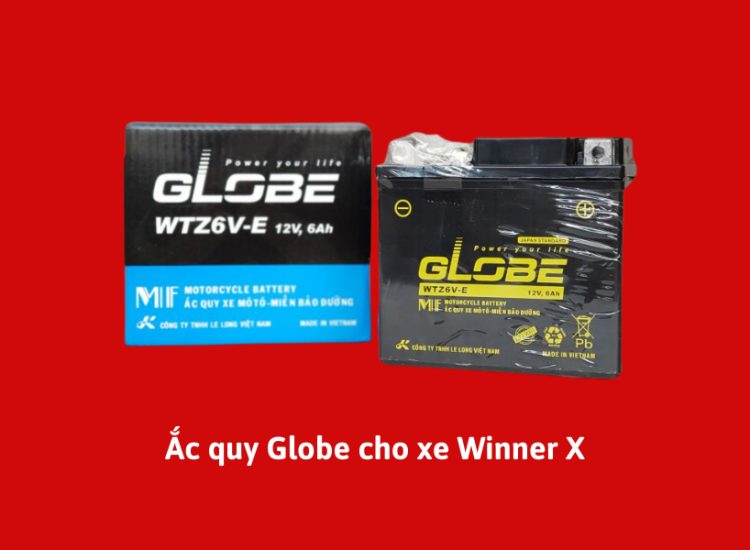 Power your life
GLOBE
WTZ6V-E 12V, 6Ah
MF MOTORCYCLE BATTERY
ẮC QUY XE MÔTÔ-MIỄN BẢO DƯỠNG
CÔNG TY TNHH LE LONG VIỆT NAM MADE IN VIETNAM
JAPAN STANDARD
Power your life
GLOBE
WTZ6V-E 12V, 6Ah
MF MOTORCYCLE BATTERY
ẮC QUY XE MÔTÔ-MIỄN BẢO DƯỠNG
Pb
CÔNG TY TNHH LE LONG VIỆT NAM MADE IN VIETNAM
Ắc quy Globe cho xe Winner X